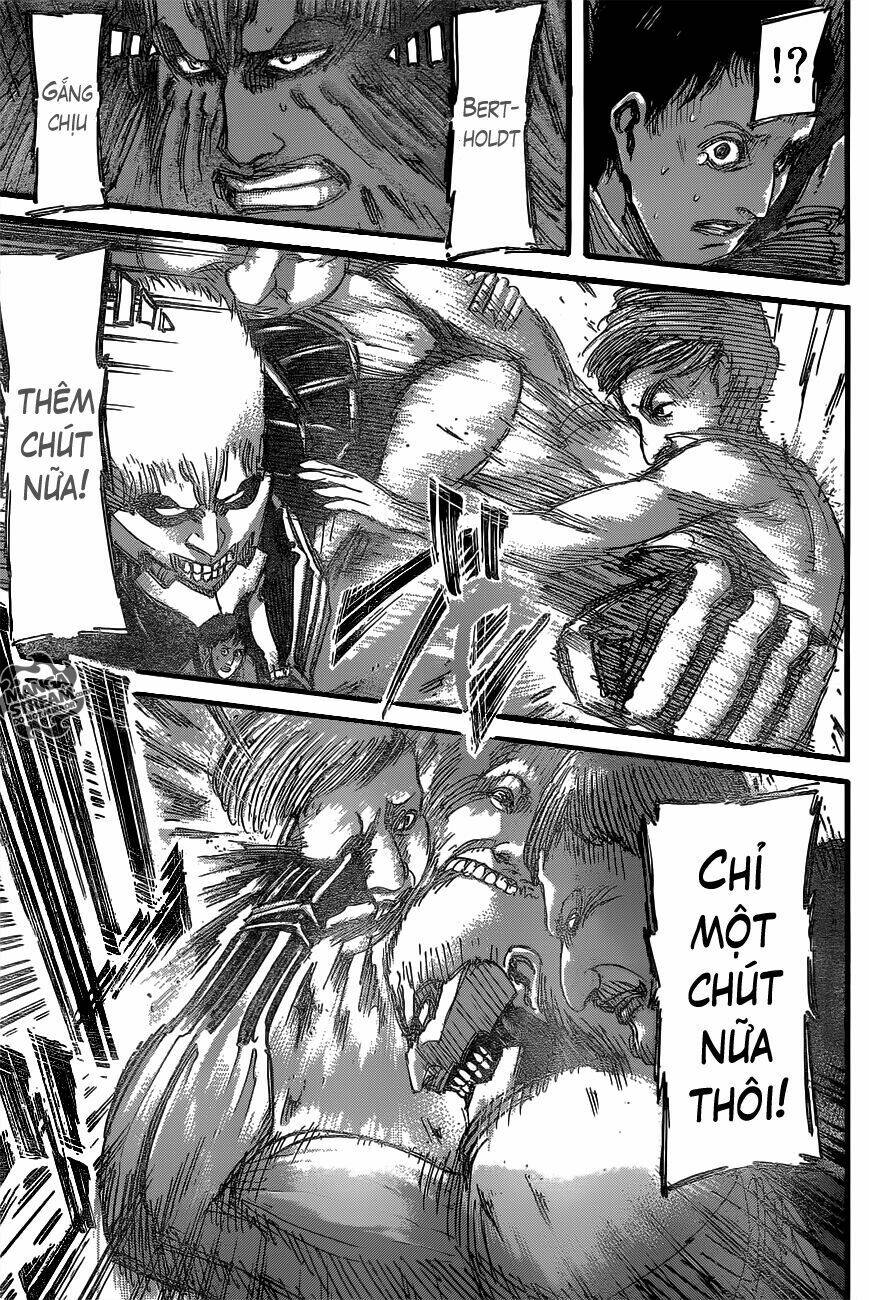 !?
BERT-
HOLDT
GẮNG
CHỊU
THÊM
CHÚT
NỮA!
MANGA
STREAM
CHỈ
MỘT
CHÚT
NỮA
THÔI!